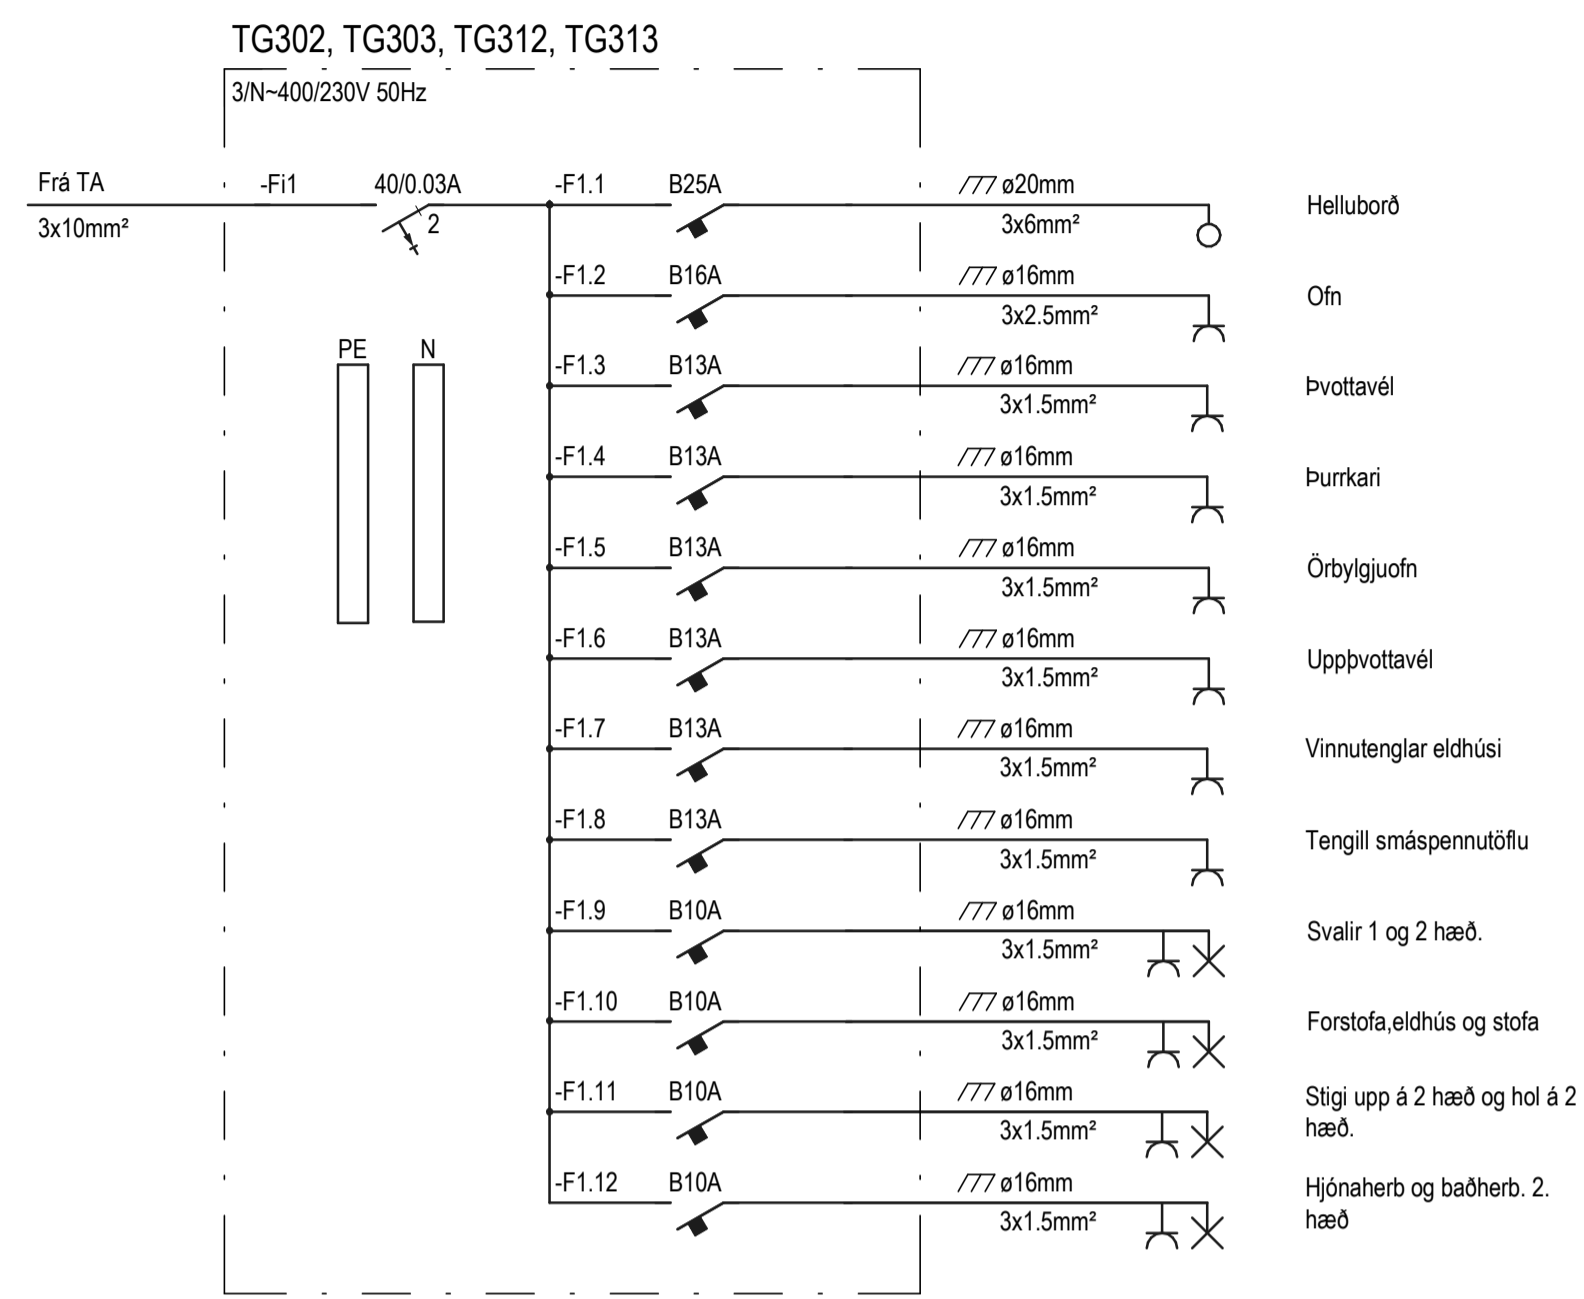 TG302, TG303, TG312, TG313
3/N~400/230V 50Hz
Frá TA
3x10mm²
-Fi1
40/0.03A
2
PE
N
-F1.1 B25A ø20mm
3x6mm²
Helluborð
-F1.2 B16A ø16mm
3x2.5mm²
Ofn
-F1.3 B13A ø16mm
3x1.5mm²
Þvottavél
-F1.4 B13A ø16mm
3x1.5mm²
Þurrkari
-F1.5 B13A ø16mm
3x1.5mm²
Örbylgjuofn
-F1.6 B13A ø16mm
3x1.5mm²
Uppþvottavél
-F1.7 B13A ø16mm
3x1.5mm²
Vinnutenglar eldhúsi
-F1.8 B13A ø16mm
3x1.5mm²
Tengill smáspennutöflu
-F1.9 B10A ø16mm
3x1.5mm²
Svalir 1 og 2 hæð.
-F1.10 B10A ø16mm
3x1.5mm²
Forstofa,eldhús og stofa
-F1.11 B10A ø16mm
3x1.5mm²
Stigi upp á 2 hæð og hol á 2
hæð.
-F1.12 B10A ø16mm
3x1.5mm²
Hjónaherb og baðherb. 2.
hæð